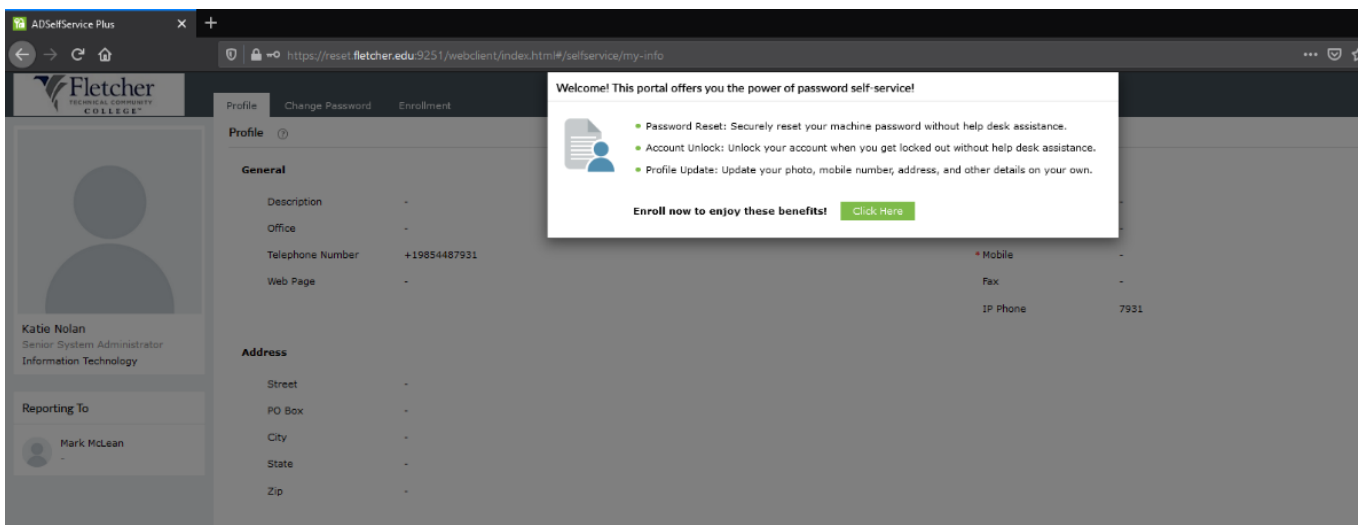 ADSelfService Plus
https://reset.fletcher.edu:9251/webclient/index.html#/selfservice/my-info
Fletcher
TECHNICAL COMMUNITY
COLLEGE
Profile Change Password Enrollment
Welcome! This portal offers you the power of password self-service!
Password Reset: Securely reset your machine password without help desk assistance.
Account Unlock: Unlock your account when you get locked out without help desk assistance.
Profile Update: Update your photo, mobile number, address, and other details on your own.
Enroll now to enjoy these benefits! Click Here
Profile
General
Description -
Office -
Telephone Number +19854487931
* Mobile -
Web Page -
Fax -
IP Phone 7931
Katie Nolan
Senior System Administrator
Information Technology
Address
Street -
PO Box -
City -
State -
Zip -
Reporting To
Mark McLean
-